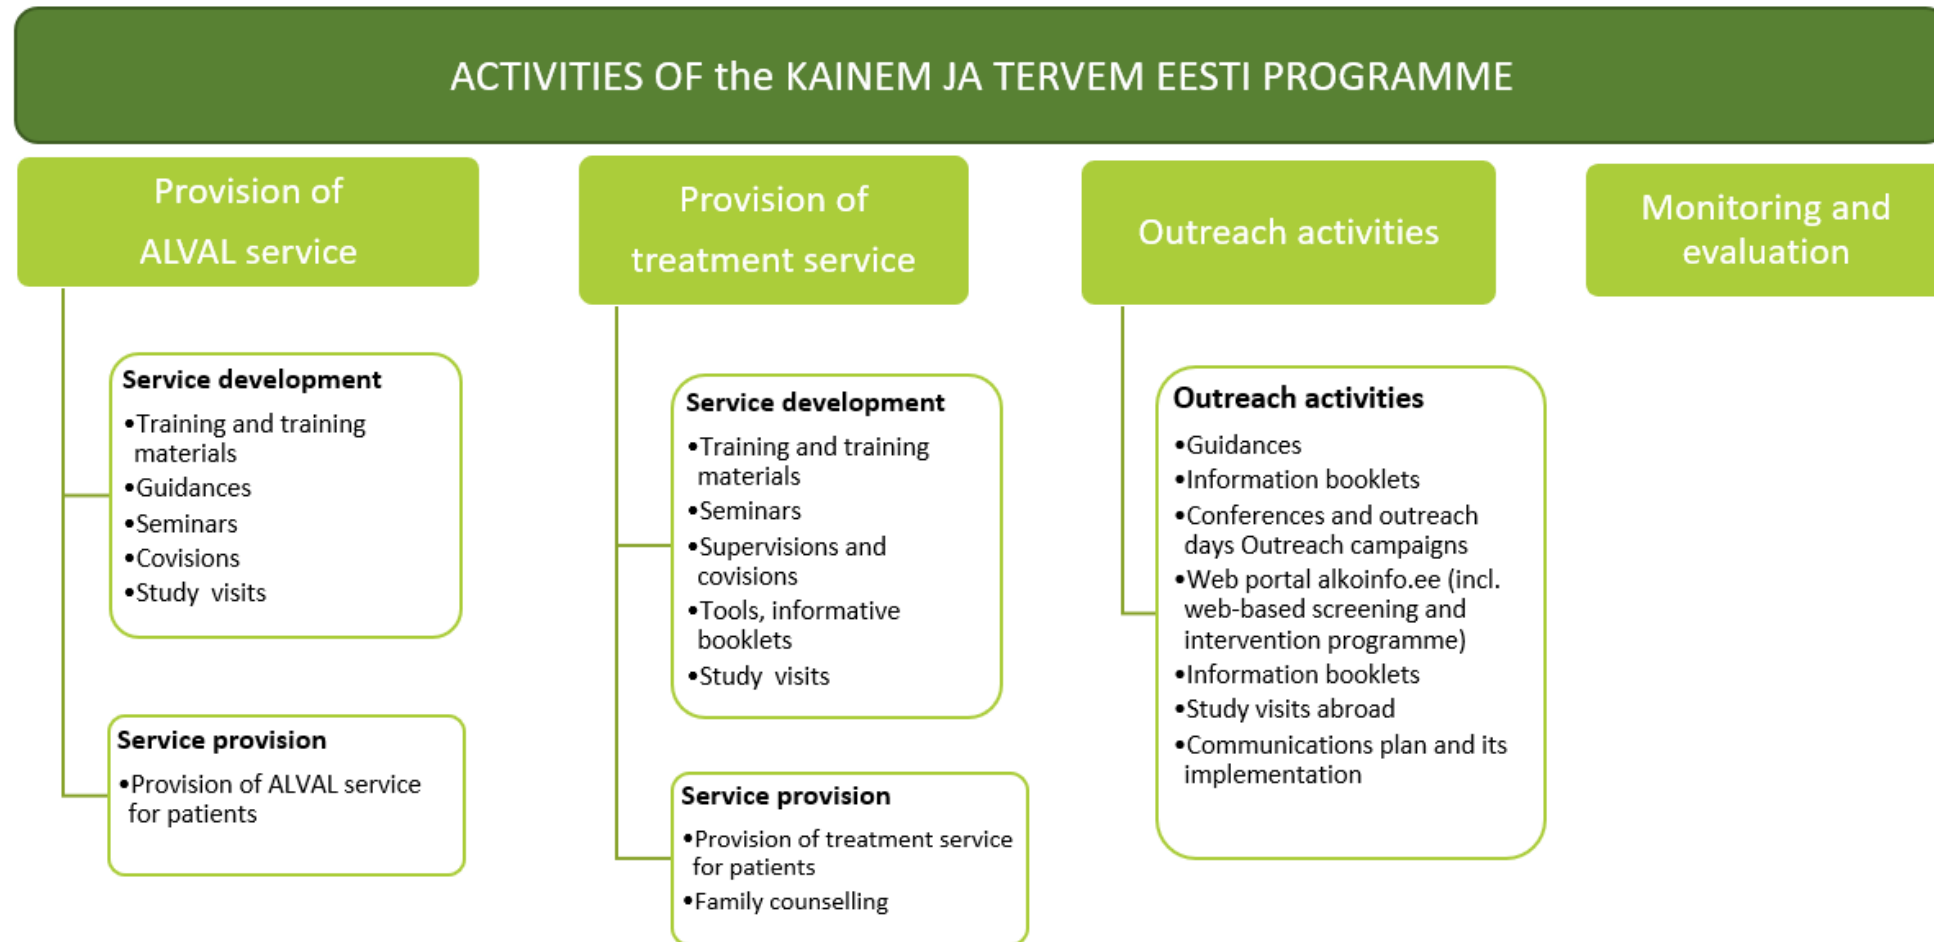 ACTIVITIES OF the KAINEM JA TERVEM EESTI PROGRAMME
Provision of
ALVAL service
Service development
•Training and training
materials
•Guidances
•Seminars
•Covisions
•Study visits
Service provision
•Provision of ALVAL service
for patients
Provision of
treatment service
Service development
•Training and training
materials
•Seminars
•Supervisions and
covisions
•Tools, informative
booklets
•Study visits
Service provision
•Provision of treatment service
for patients
•Family counselling
Outreach activities
Outreach activities
•Guidances
•Information booklets
•Conferences and outreach
days Outreach campaigns
•Web portal alkoinfo.ee (incl.
web-based screening and
intervention programme)
•Information booklets
•Study visits abroad
•Communications plan and its
implementation
Monitoring and
evaluation